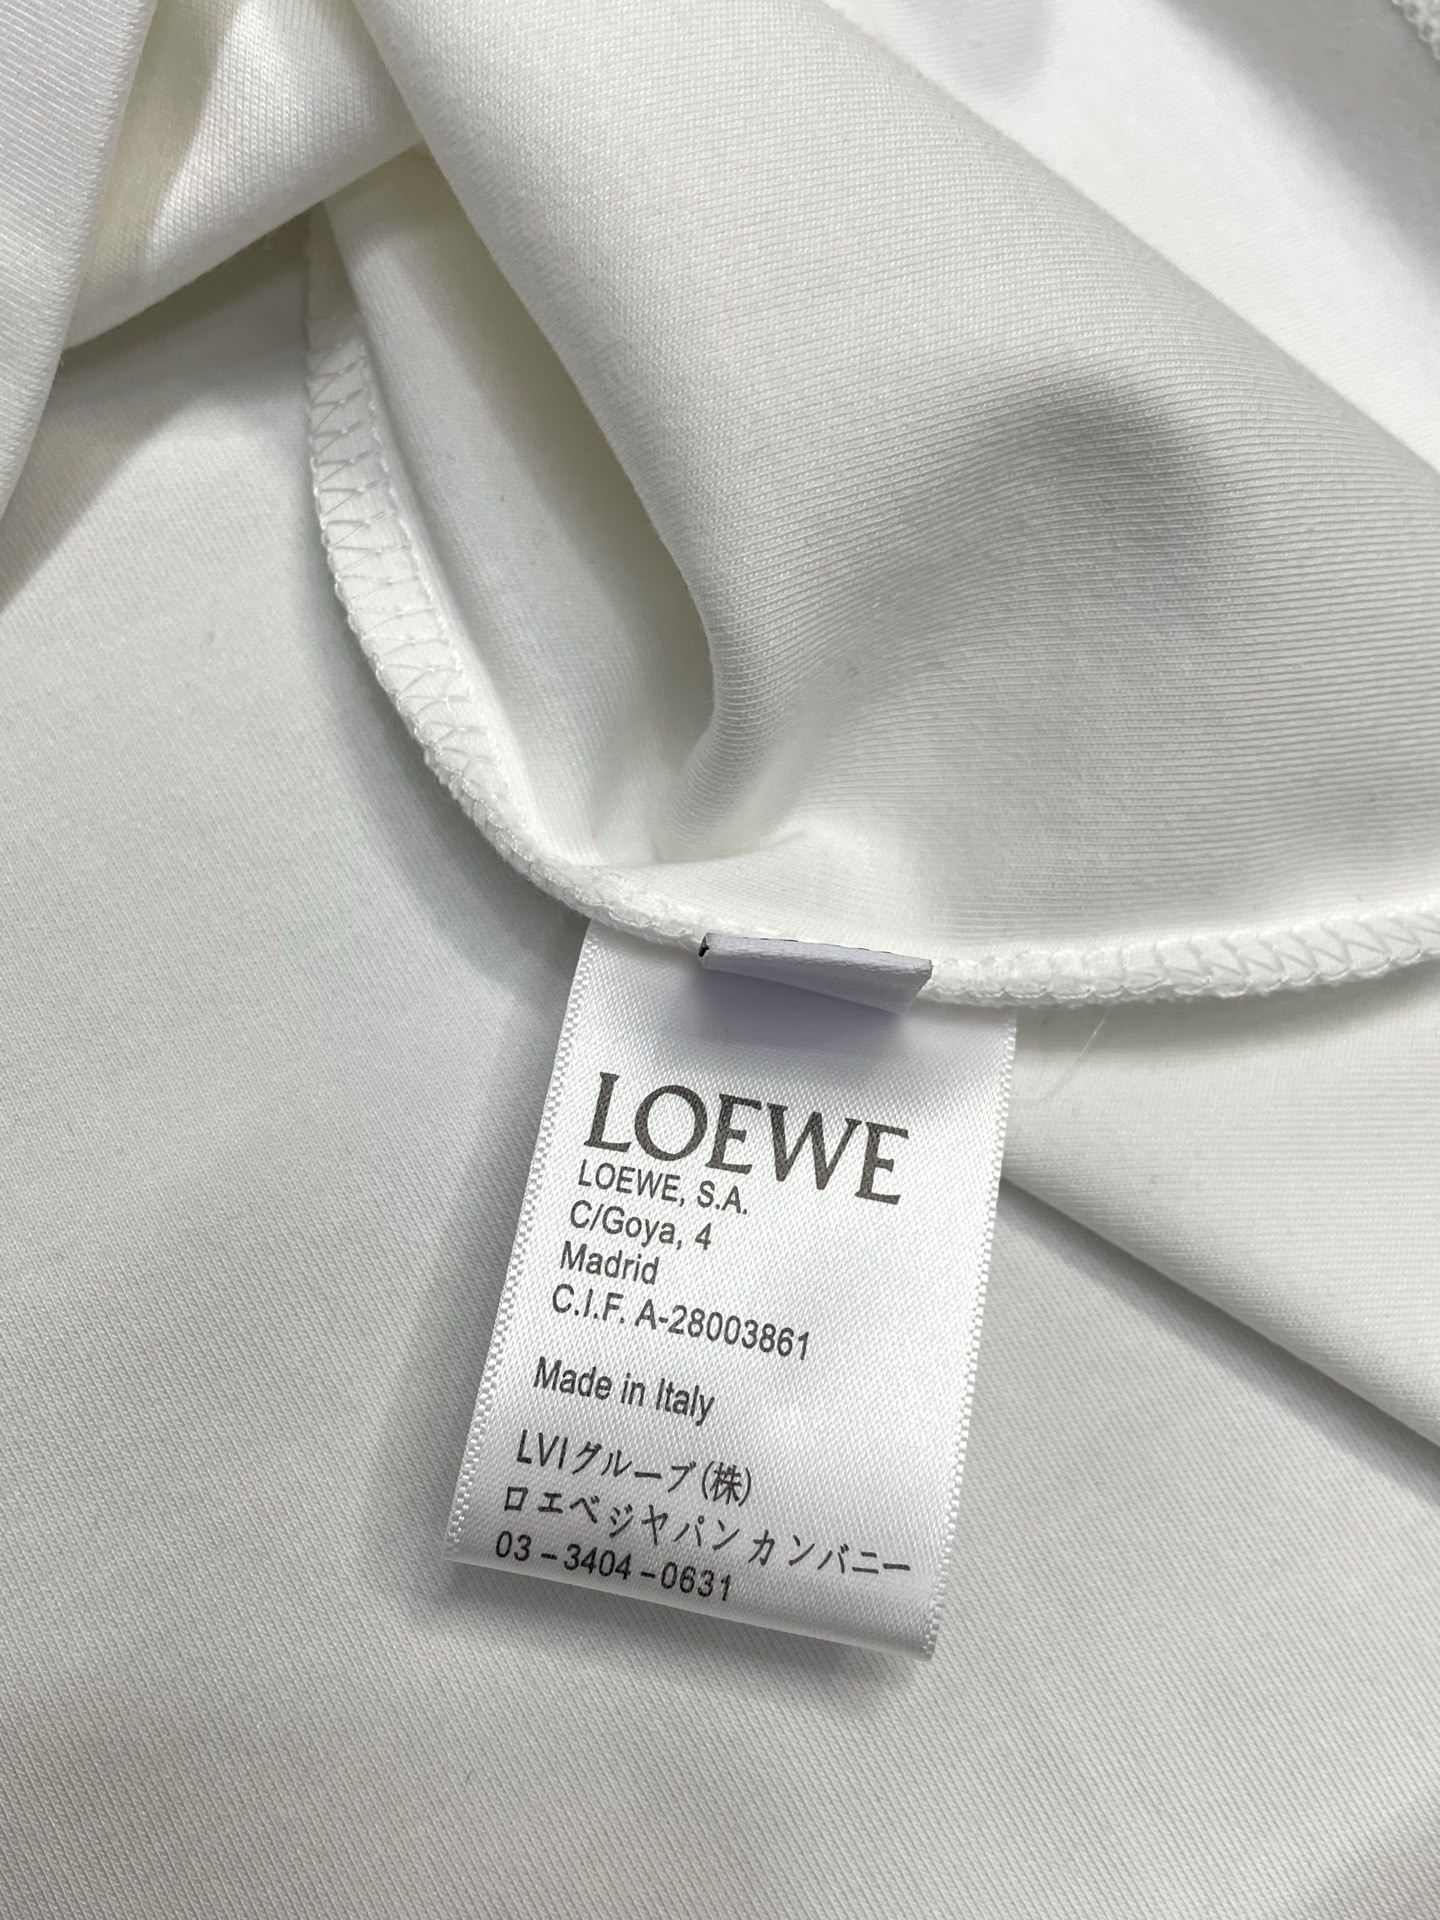 LOEWE
LOEWE, S.A.
C/Goya, 4
Madrid
C.I.F. A-28003861
Made in Italy
LVIグループ(株)
ロエベジャパン カンパニー
03-3404-0631